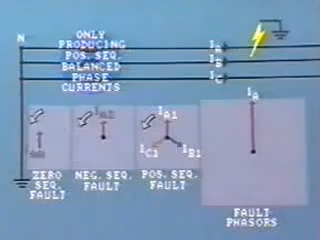 N
ONLY
PRODUCING
POS. SEQ.
BALANCED
PHASE
CURRENTS
IA
IB
IC
IA2
IA1
IC1
IB1
IA
ZERO
SEQ.
FAULT
NEG. SEQ.
FAULT
POS. SEQ.
FAULT
FAULT
PHASORS